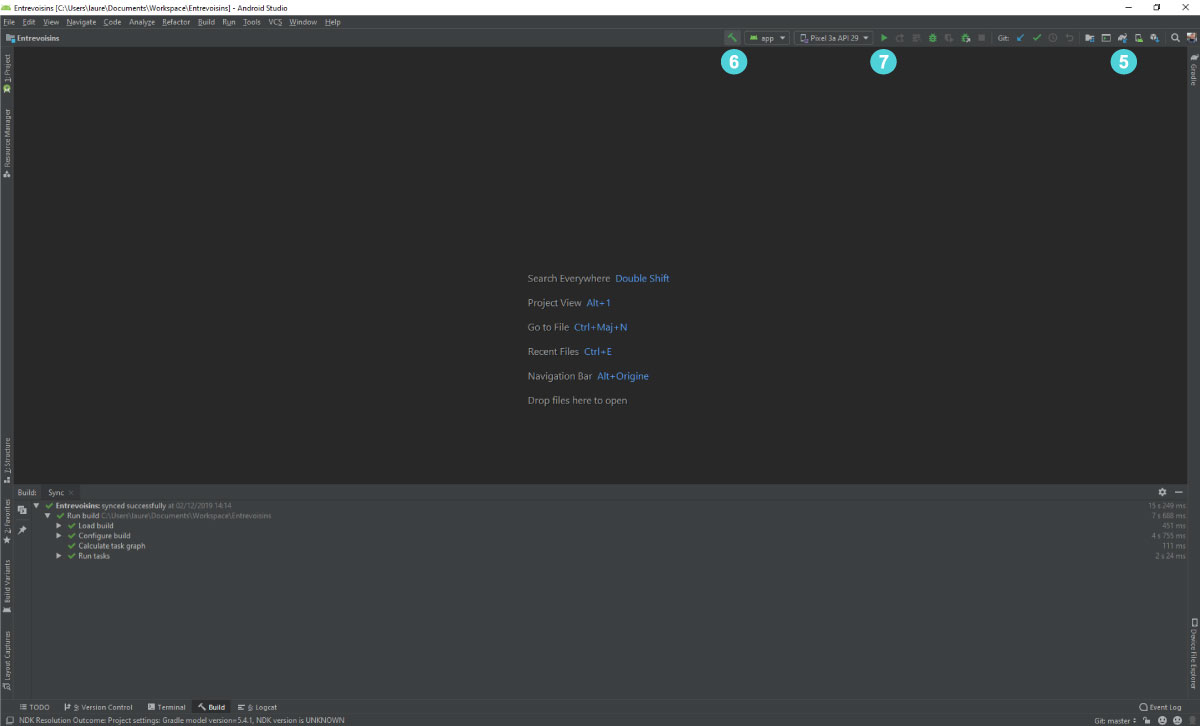 Entrevoisins [C:\Users\laure\Documents\Workspace\Entrevoisins] - Android Studio
File Edit View Navigate Code Analyze Refactor Build Run Tools VCS Window Help
Entrevoisins
app
Pixel 3a API 29
Git:
6
7
5
1: Project
Resource Manager
Gradle
Search Everywhere Double Shift
Project View Alt+1
Go to File Ctrl+Maj+N
Recent Files Ctrl+E
Navigation Bar Alt+Origine
Drop files here to open
7: Structure
2: Favorites
Build Variants
Layout Captures
Device File Explorer
Build: Sync ×
Entrevoisins: synced successfully at 02/12/2019 14:14 15 s 249 ms
Run build C:\Users\laure\Documents\Workspace\Entrevoisins 7 s 688 ms
Load build 451 ms
Configure build 4 s 755 ms
Calculate task graph 111 ms
Run tasks 2 s 24 ms
TODO
9: Version Control
Terminal
Build
6: Logcat
Event Log
NDK Resolution Outcome: Project settings: Gradle model version=5.4.1, NDK version is UNKNOWN
Git: master